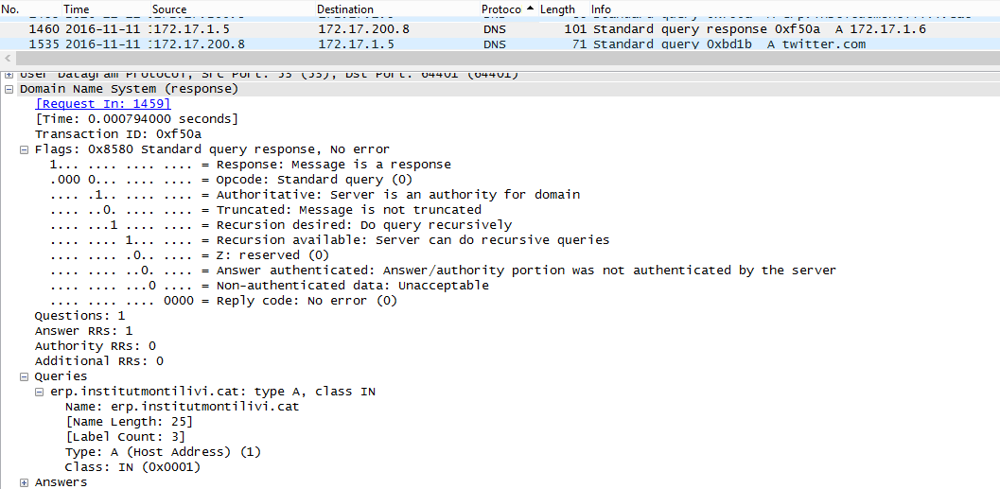 No. Time Source Destination Protoco Length Info
1460 2016-11-11 172.17.1.5 172.17.200.8 DNS 101 Standard query response 0xf50a A 172.17.1.6
1535 2016-11-11 172.17.200.8 172.17.1.5 DNS 71 Standard query 0xbd1b A twitter.com
User Datagram Protocol, Src Port: 53 (53), Dst Port: 64401 (64401)
Domain Name System (response)
[Request In: 1459]
[Time: 0.000794000 seconds]
Transaction ID: 0xf50a
Flags: 0x8580 Standard query response, No error
1... .... .... .... = Response: Message is a response
.000 0... .... .... = Opcode: Standard query (0)
.... .1.. .... .... = Authoritative: Server is an authority for domain
.... ..0. .... .... = Truncated: Message is not truncated
.... ...1 .... .... = Recursion desired: Do query recursively
.... .... 1... .... = Recursion available: Server can do recursive queries
.... .... .0.. .... = Z: reserved (0)
.... .... ..0. .... = Answer authenticated: Answer/authority portion was not authenticated by the server
.... .... ...0 .... = Non-authenticated data: Unacceptable
.... .... .... 0000 = Reply code: No error (0)
Questions: 1
Answer RRs: 1
Authority RRs: 0
Additional RRs: 0
Queries
erp.institutmontilivi.cat: type A, class IN
Name: erp.institutmontilivi.cat
[Name Length: 25]
[Label Count: 3]
Type: A (Host Address) (1)
Class: IN (0x0001)
Answers